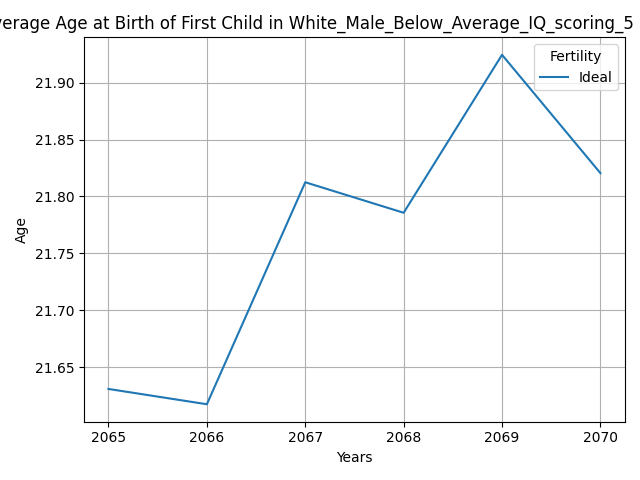 verage Age at Birth of First Child in White_Male_Below_Average_IQ_scoring_5
Fertility
Ideal
21.90
21.85
21.80
21.75
21.70
21.65
Age
2065 2066 2067 2068 2069 2070
Years